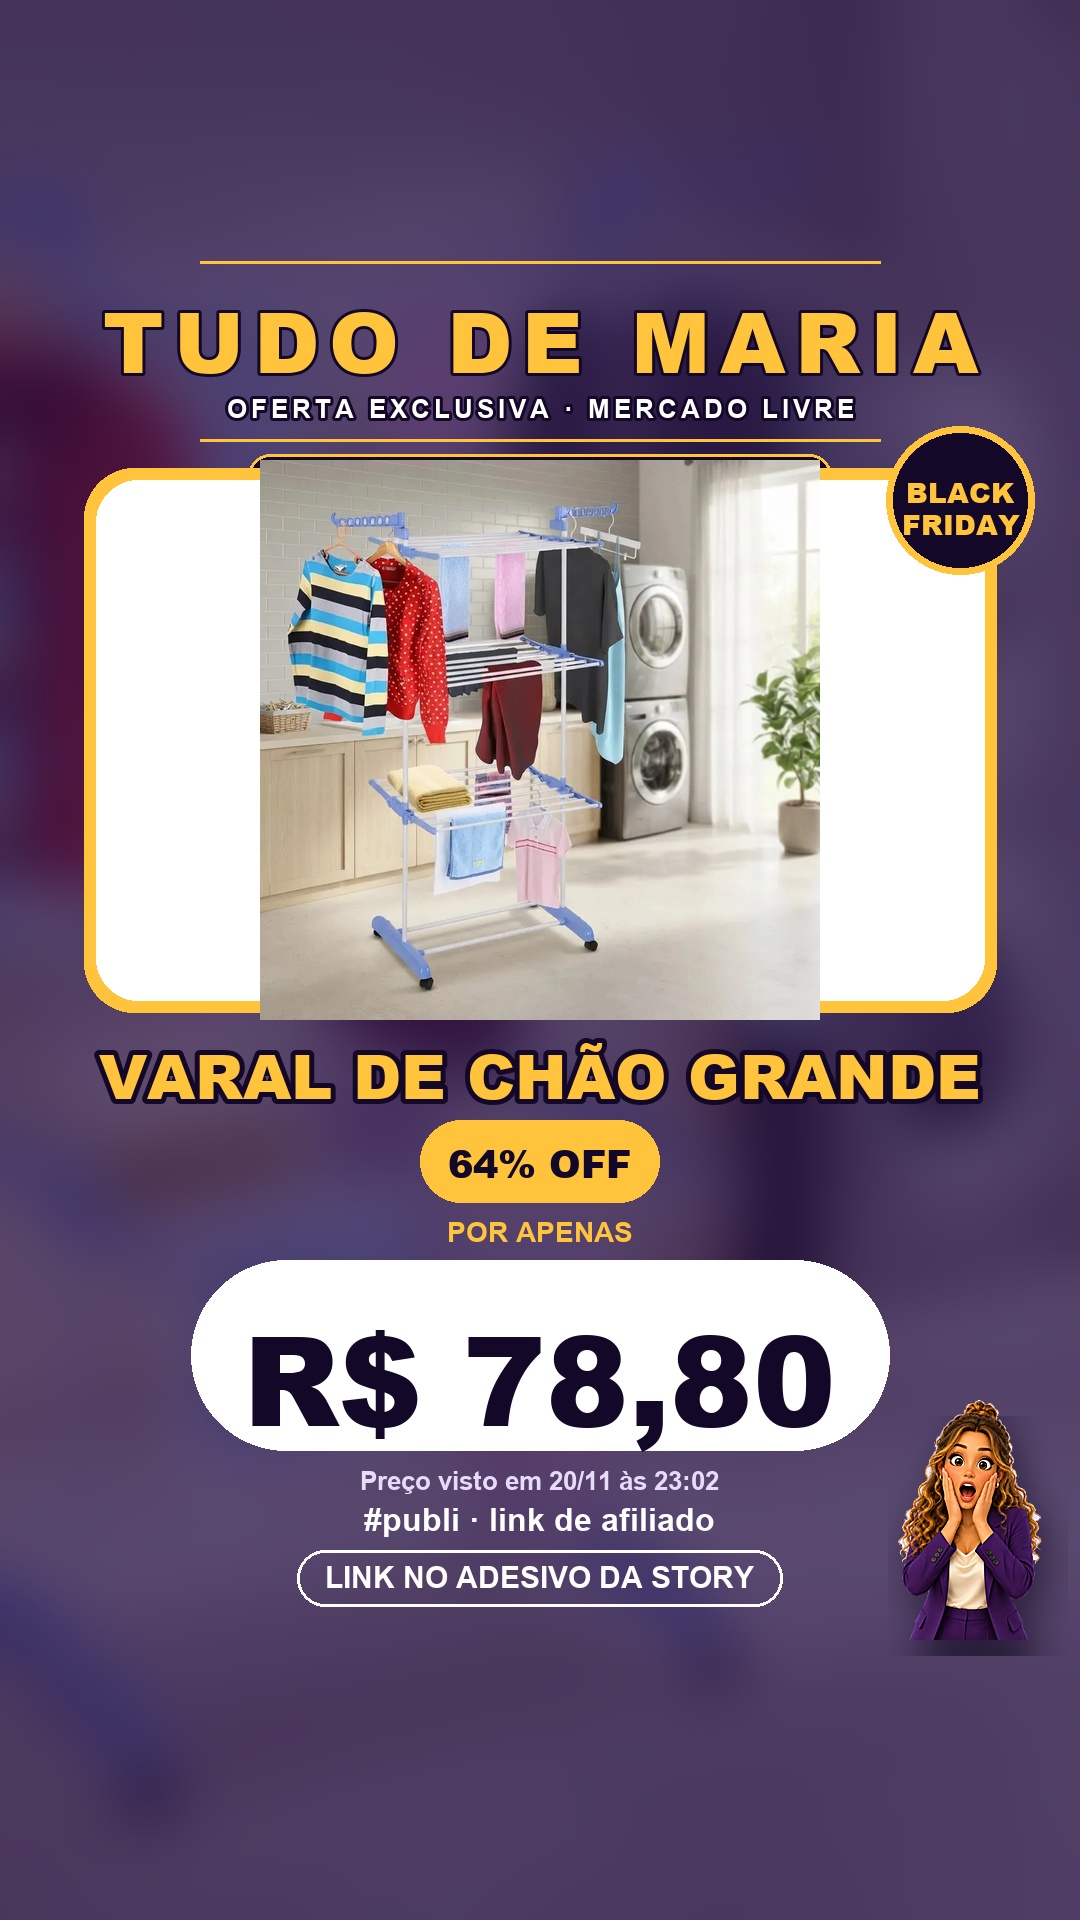 TUDO DE MARIA
OFERTA EXCLUSIVA · MERCADO LIVRE
BLACK
FRIDAY
VARAL DE CHÃO GRANDE
64% OFF
POR APENAS
R$ 78,80
Preço visto em 20/11 às 23:02
#publi · link de afiliado
LINK NO ADESIVO DA STORY